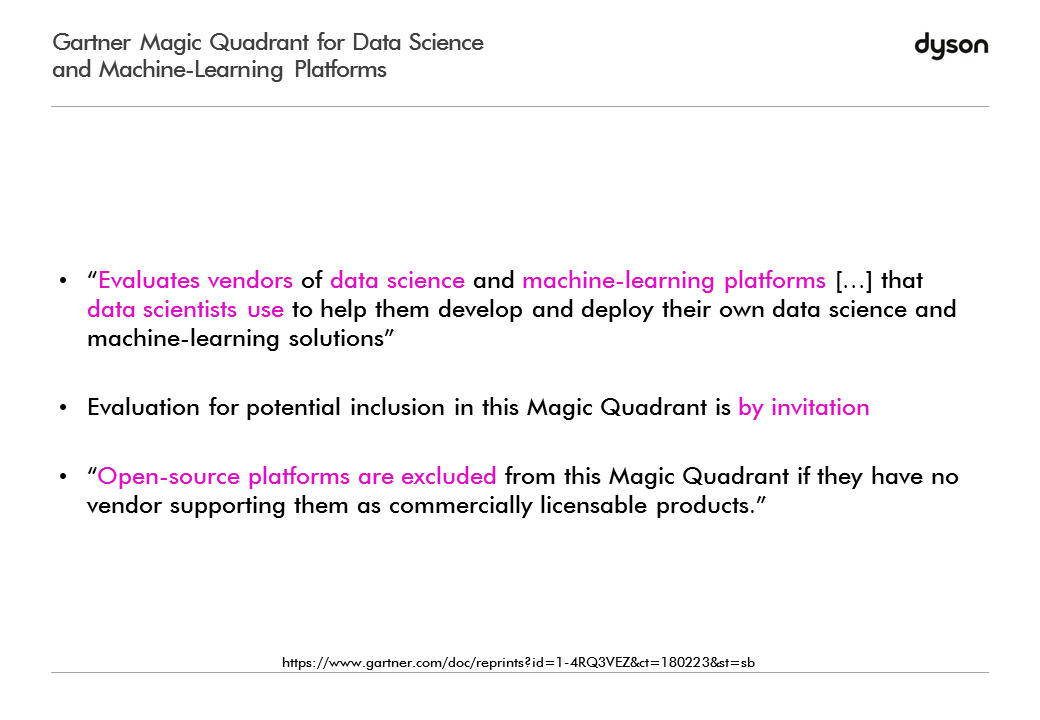 Gartner Magic Quadrant for Data Science
and Machine-Learning Platforms
dyson
• “Evaluates vendors of data science and machine-learning platforms […] that
data scientists use to help them develop and deploy their own data science and
machine-learning solutions”
• Evaluation for potential inclusion in this Magic Quadrant is by invitation
• “Open-source platforms are excluded from this Magic Quadrant if they have no
vendor supporting them as commercially licensable products.”
https://www.gartner.com/doc/reprints?id=1-4RQ3VEZ&ct=180223&st=sb